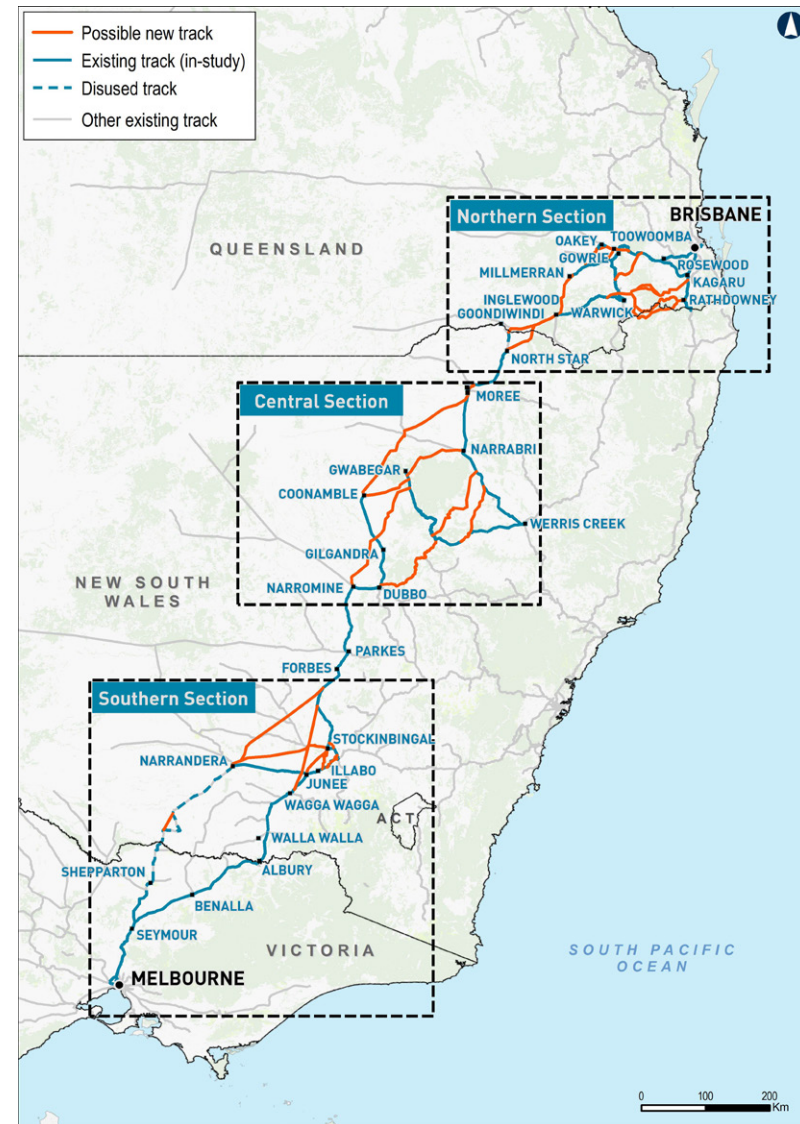 Possible new track
Existing track (in-study)
Disused track
Other existing track
Northern Section
BRISBANE
QUEENSLAND
OAKEY
TOOWOOMBA
GOWRIE
ROSEWOOD
MILLMERRAN
KAGARU
INGLEWOOD
RATHDOWNEY
GOONDIWINDI
WARWICK
NORTH STAR
Central Section
MOREE
NARRABRI
GWABEGAR
COONAMBLE
WERRIS CREEK
GILGANDRA
NEW SOUTH
WALES
NARROMINE
DUBBO
PARKES
FORBES
Southern Section
STOCKINBINGAL
NARRANDERA
ILLABO
JUNEE
WAGGA WAGGA
ACT
WALLA WALLA
SHEPPARTON
ALBURY
BENALLA
SEYMOUR
VICTORIA
SOUTH PACIFIC
OCEAN
MELBOURNE
0 100 200
Km